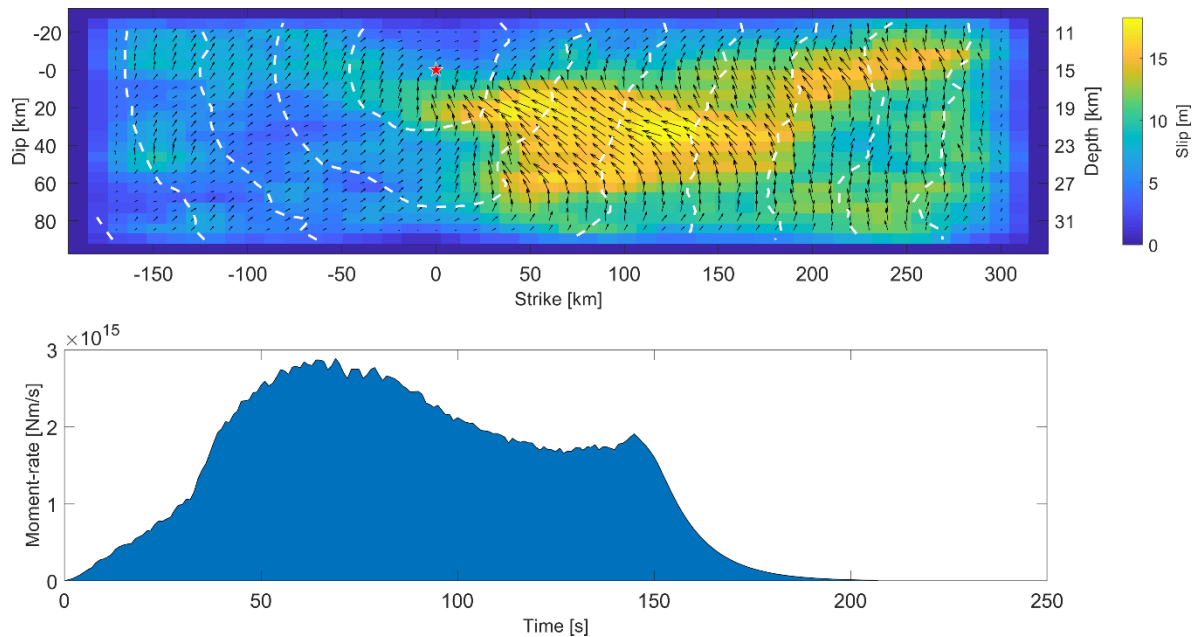 -20
-0
20
40
60
80
Dip [km]
11
15
19
23
27
31
Depth [km]
15
10
5
0
Slip [m]
-150 -100 -50 0 50 100 150 200 250 300
Strike [km]
×10¹⁵
3
2
1
0
Moment-rate [Nm/s]
0 50 100 150 200 250
Time [s]